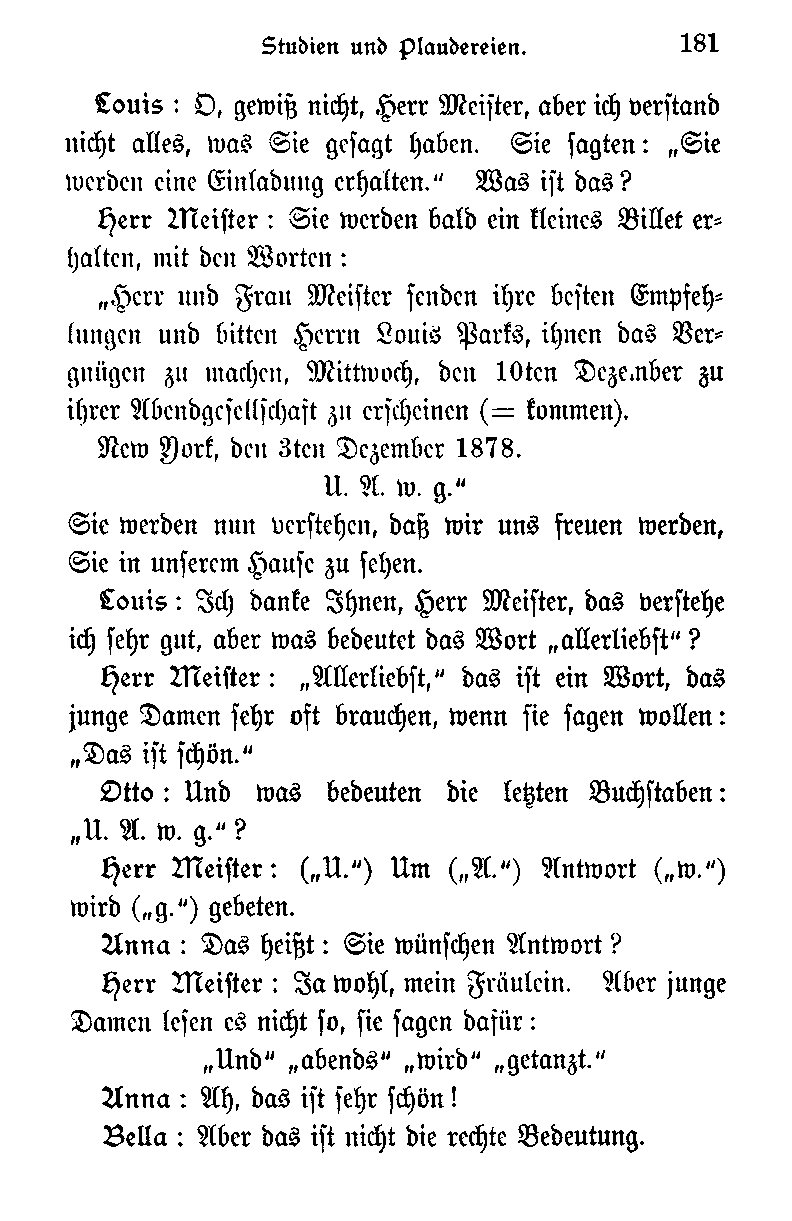 Studien und Plaudereien. 181
Louis : O, gewiß nicht, Herr Meister, aber ich verstand
nicht alles, was Sie gesagt haben. Sie sagten: „Sie
werden eine Einladung erhalten.“ Was ist das?
Herr Meister : Sie werden bald ein kleines Billet er-
halten, mit den Worten :
„Herr und Frau Meister senden ihre besten Empfeh-
lungen und bitten Herrn Louis Parks, ihnen das Ver-
gnügen zu machen, Mittwoch, den 10ten Dezember zu
ihrer Abendgesellschaft zu erscheinen (= kommen).
New York, den 3ten Dezember 1878.
U. A. w. g.“
Sie werden nun verstehen, daß wir uns freuen werden,
Sie in unserem Hause zu sehen.
Louis : Ich danke Ihnen, Herr Meister, das verstehe
ich sehr gut, aber was bedeutet das Wort „allerliebst“ ?
Herr Meister : „Allerliebst,“ das ist ein Wort, das
junge Damen sehr oft brauchen, wenn sie sagen wollen :
„Das ist schön.“
Otto : Und was bedeuten die letzten Buchstaben :
„U. A. w. g.“ ?
Herr Meister : („U.“) Um („A.“) Antwort („w.“)
wird („g.“) gebeten.
Anna : Das heißt : Sie wünschen Antwort ?
Herr Meister : Ja wohl, mein Fräulein. Aber junge
Damen lesen es nicht so, sie sagen dafür :
„Und“ „abends“ „wird“ „getanzt.“
Anna : Ah, das ist sehr schön !
Bella : Aber das ist nicht die rechte Bedeutung.